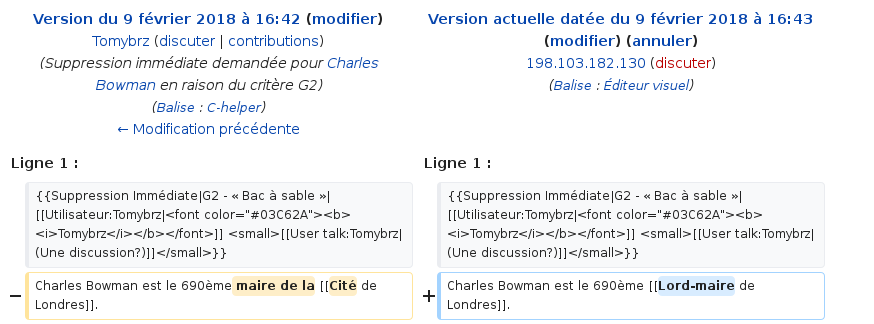 Version du 9 février 2018 à 16:42 (modifier)
Tomybrz (discuter | contributions)
(Suppression immédiate demandée pour Charles
Bowman en raison du critère G2)
(Balise : C-helper)
← Modification précédente
Version actuelle datée du 9 février 2018 à 16:43
(modifier) (annuler)
198.103.182.130 (discuter)
(Balise : Éditeur visuel)
Ligne 1 :
Ligne 1 :
{{Suppression Immédiate|G2 - « Bac à sable »|
[[Utilisateur:Tomybrz|<font color="#03C62A"><b>
<i>Tomybrz</i></b></font>]] <small>[[User talk:Tomybrz|
(Une discussion?)]]</small>}}
{{Suppression Immédiate|G2 - « Bac à sable »|
[[Utilisateur:Tomybrz|<font color="#03C62A"><b>
<i>Tomybrz</i></b></font>]] <small>[[User talk:Tomybrz|
(Une discussion?)]]</small>}}
− Charles Bowman est le 690ème maire de la [[Cité de
Londres]].
+ Charles Bowman est le 690ème [[Lord-maire de
Londres]].